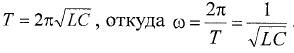 T = 2π√LC, откуда ω = 2π/T = 1/√LC.